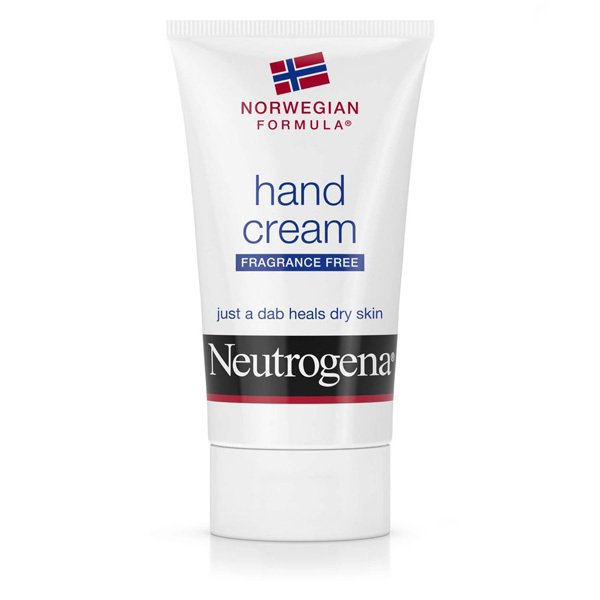 NORWEGIAN
FORMULA®
hand
cream
FRAGRANCE FREE
just a dab heals dry skin
Neutrogena®